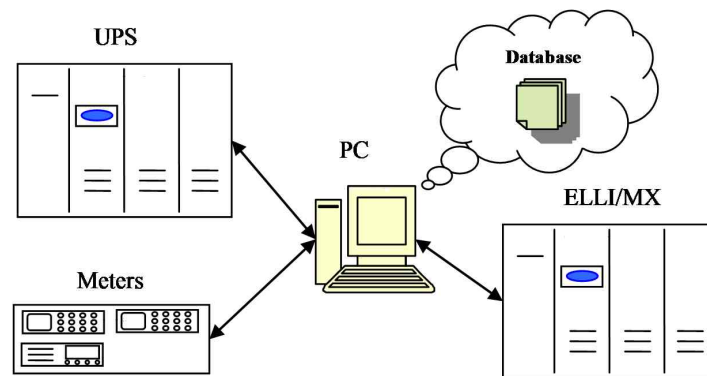 UPS
Database
PC
ELLI/MX
Meters